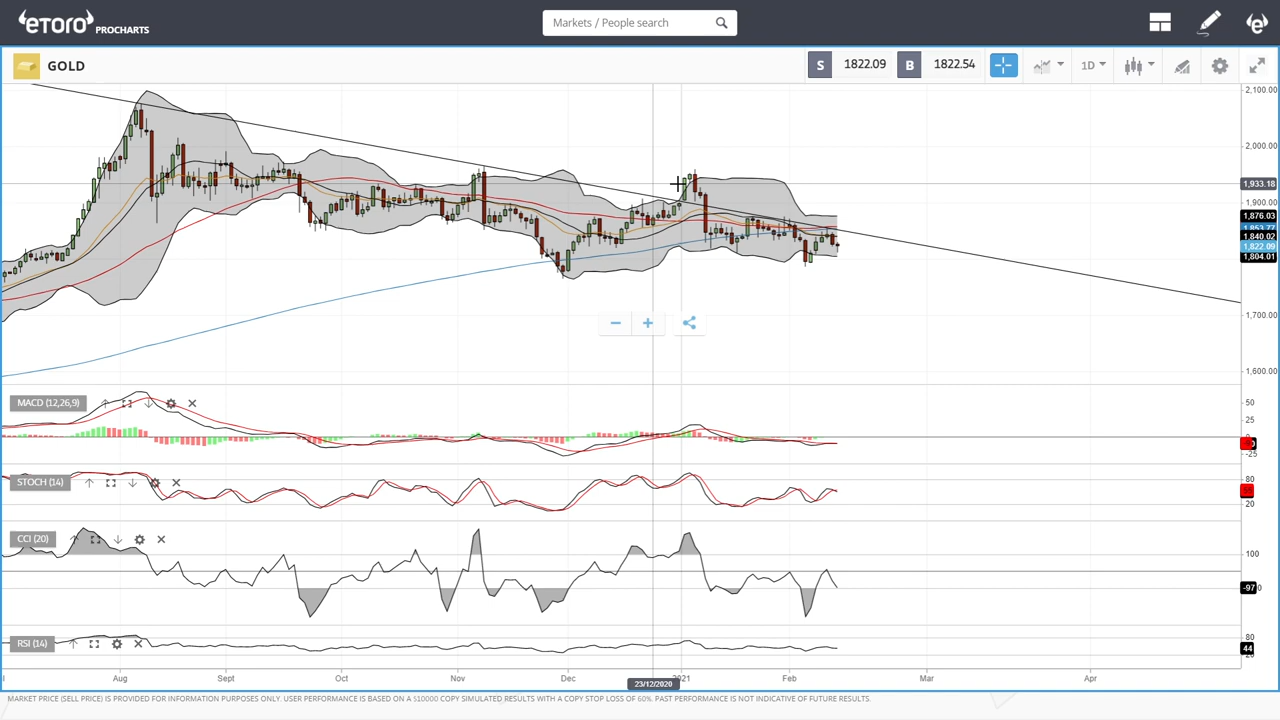 eToro PROCHARTS
Markets / People search
GOLD
S 1822.09 B 1822.54
1D
2,100.00
2,000.00
1,933.18
1,900.00
1,876.03
1,853.77
1,840.02
1,822.09
1,804.01
1,700.00
1,600.00
MACD (12,26,9)
50
25
-25
STOCH (14)
80
20
CCI (20)
100
-97
RSI (14)
80
44
Aug Sept Oct Nov Dec 2021 Feb Mar Apr
23/12/2020
MARKET PRICE (SELL PRICE) IS PROVIDED FOR INFORMATION PURPOSES ONLY. USER PERFORMANCE IS BASED ON A $10000 COPY SIMULATED RESULTS WITH A COPY STOP LOSS OF 60%. PAST PERFORMANCE IS NOT INDICATIVE OF FUTURE RESULTS.